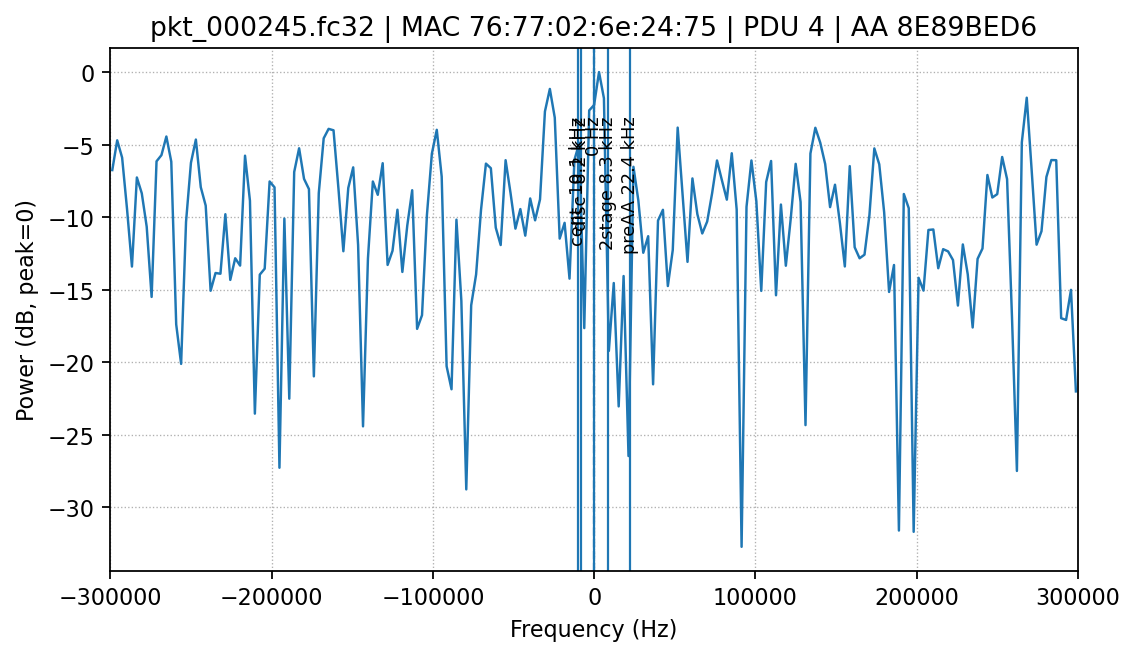 pkt_000245.fc32 | MAC 76:77:02:6e:24:75 | PDU 4 | AA 8E89BED6
Power (dB, peak=0)
0
−5
−10
−15
−20
−25
−30
0 Hz
2stage 8.3 kHz
preAA 22.4 kHz
−300000
−200000
−100000
0
100000
200000
300000
Frequency (Hz)